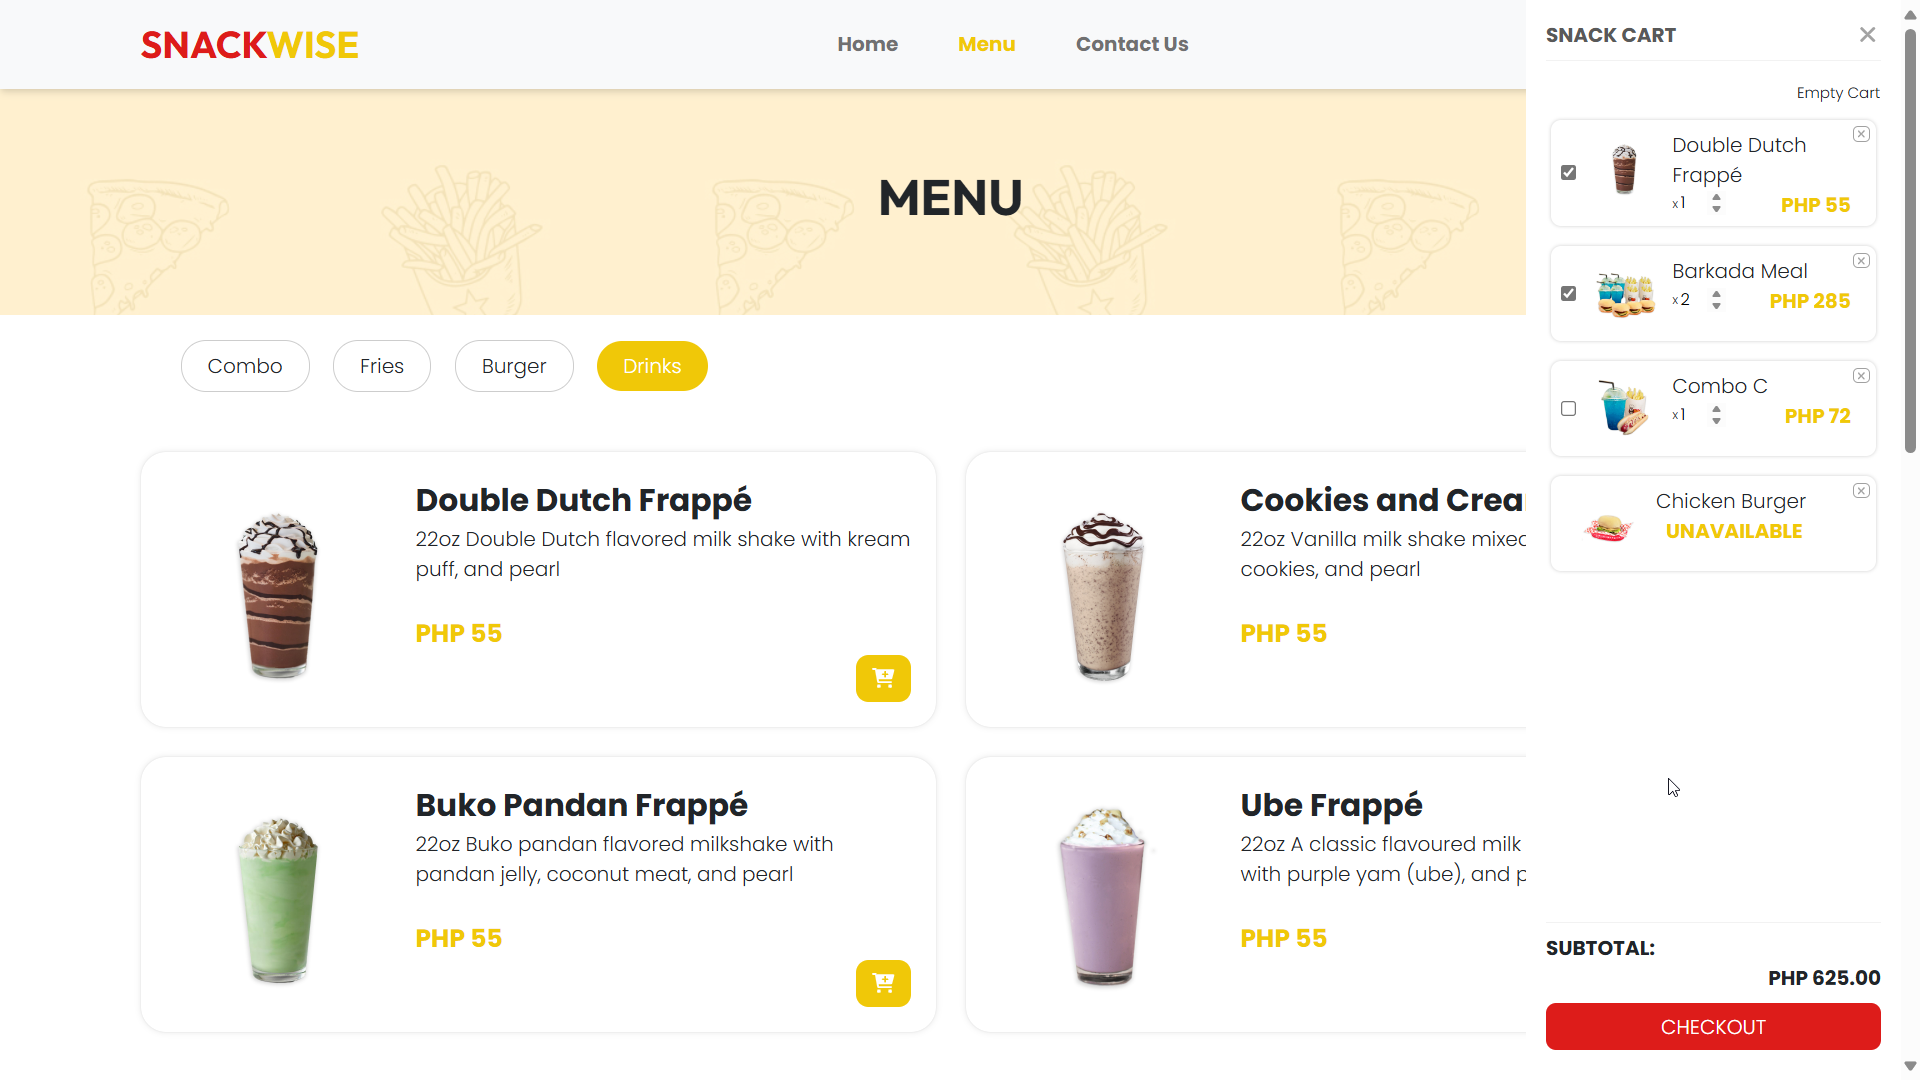 SNACKWISE
Home
Menu
Contact Us
MENU
Combo
Fries
Burger
Drinks
Double Dutch Frappé
22oz Double Dutch flavored milk shake with kream
puff, and pearl
PHP 55
Cookies and Crea
22oz Vanilla milk shake mixed
cookies, and pearl
PHP 55
Buko Pandan Frappé
22oz Buko pandan flavored milkshake with
pandan jelly, coconut meat, and pearl
PHP 55
Ube Frappé
22oz A classic flavoured milk
with purple yam (ube), and p
PHP 55
SNACK CART
Empty Cart
Double Dutch
Frappé
x 1
PHP 55
Barkada Meal
x 2
PHP 285
Combo C
x 1
PHP 72
Chicken Burger
UNAVAILABLE
SUBTOTAL:
PHP 625.00
CHECKOUT